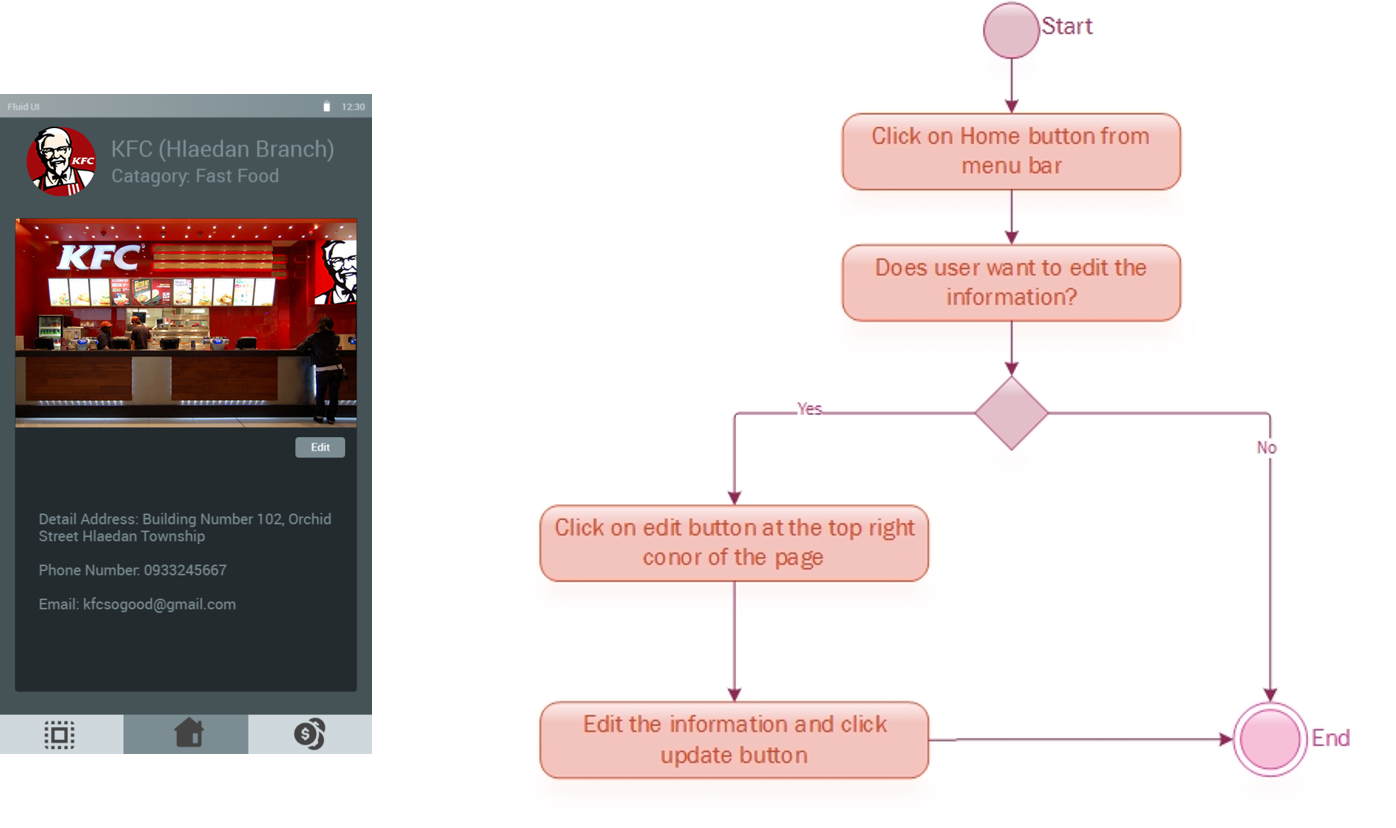 Fluid UI
12:30
KFC
KFC (Hlaedan Branch)
Catagory: Fast Food
KFC
Edit
Detail Address: Building Number 102, Orchid
Street Hlaedan Township
Phone Number: 0933245667
Email: kfcsogood@gmail.com
Start
Click on Home button from
menu bar
Does user want to edit the
information?
Yes
No
Click on edit button at the top right
conor of the page
Edit the information and click
update button
End